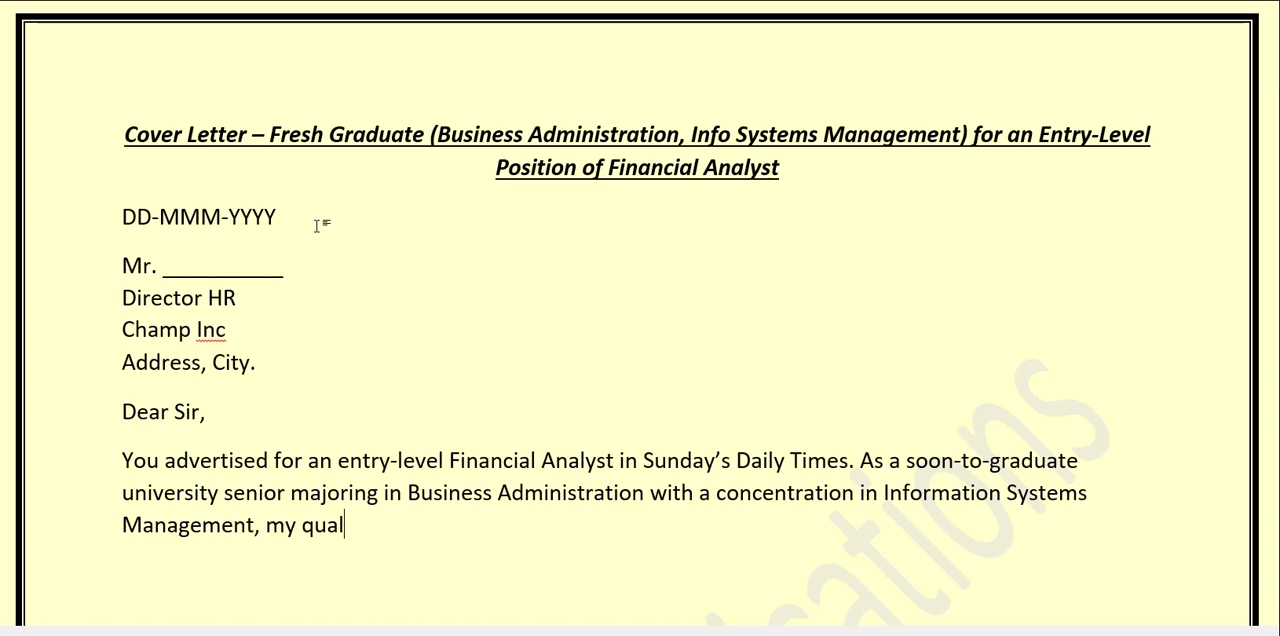 Cover Letter – Fresh Graduate (Business Administration, Info Systems Management) for an Entry-Level
Position of Financial Analyst
DD-MMM-YYYY
Mr. __________
Director HR
Champ Inc
Address, City.
Dear Sir,
You advertised for an entry-level Financial Analyst in Sunday’s Daily Times. As a soon-to-graduate
university senior majoring in Business Administration with a concentration in Information Systems
Management, my qual